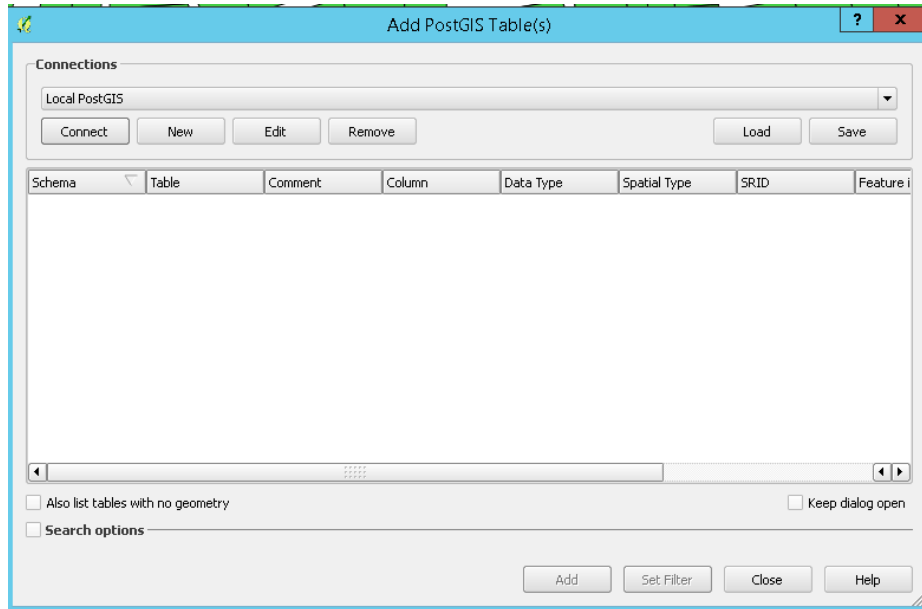 Add PostGIS Table(s)
? x
Connections
Local PostGIS
Connect New Edit Remove Load Save
Schema Table Comment Column Data Type Spatial Type SRID Feature i
Also list tables with no geometry Keep dialog open
Search options
Add Set Filter Close Help